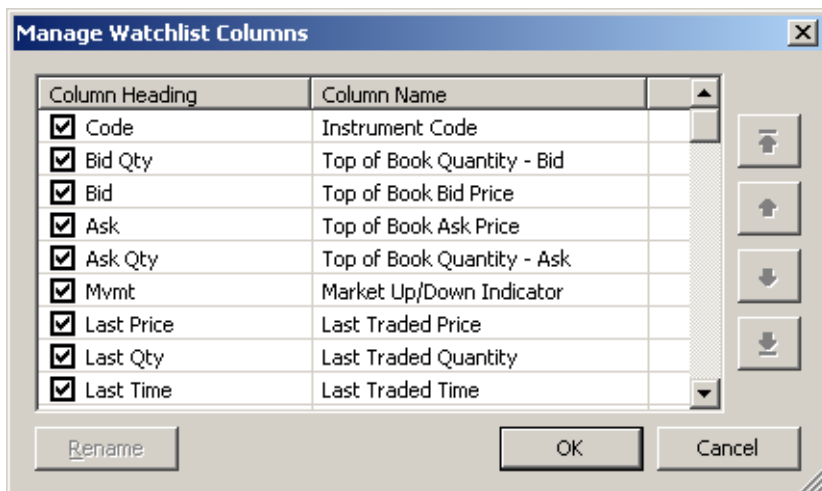 Manage Watchlist Columns
Column Heading Column Name
Code Instrument Code
Bid Qty Top of Book Quantity - Bid
Bid Top of Book Bid Price
Ask Top of Book Ask Price
Ask Qty Top of Book Quantity - Ask
Mvmt Market Up/Down Indicator
Last Price Last Traded Price
Last Qty Last Traded Quantity
Last Time Last Traded Time
Rename OK Cancel